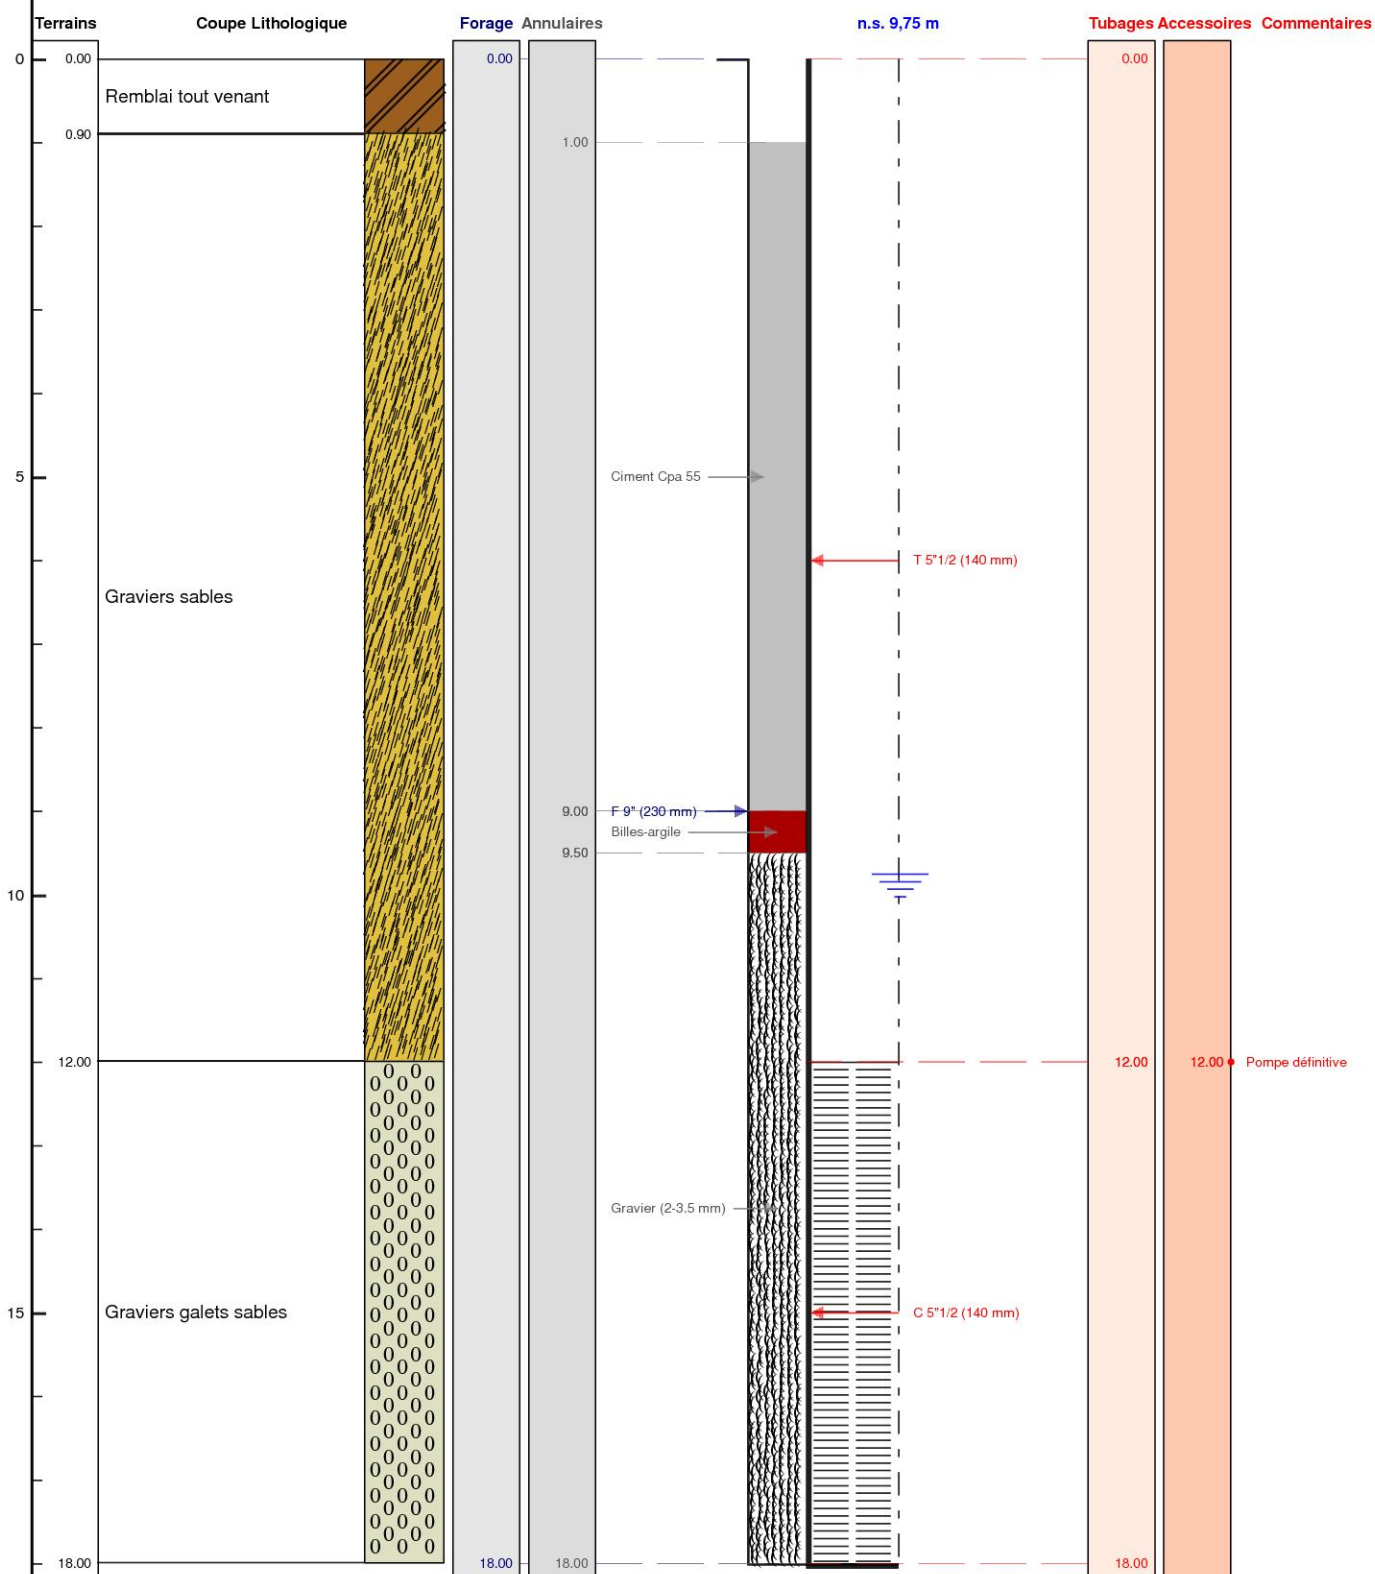 Terrains Coupe Lithologique Forage Annulaires n.s. 9,75 m Tubages Accessoires Commentaires
0 0.00 0.00 0.00
Remblai tout venant
0.90
1.00
5 Ciment Cpa 55
T 5"1/2 (140 mm)
Graviers sables
9.00 F 9" (230 mm)
Billes-argile
9.50
10
12.00 12.00 12.00 Pompe définitive
Gravier (2-3.5 mm)
15 Graviers galets sables C 5"1/2 (140 mm)
18.00 18.00 18.00 18.00